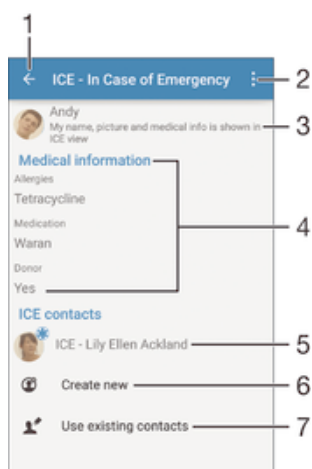 1
ICE - In Case of Emergency
2
Andy
My name, picture and medical info is shown in
ICE view
3
Medical information
Allergies
Tetracycline
Medication
Waran
4
Donor
Yes
ICE contacts
ICE - Lily Ellen Ackland
5
Create new
6
Use existing contacts
7